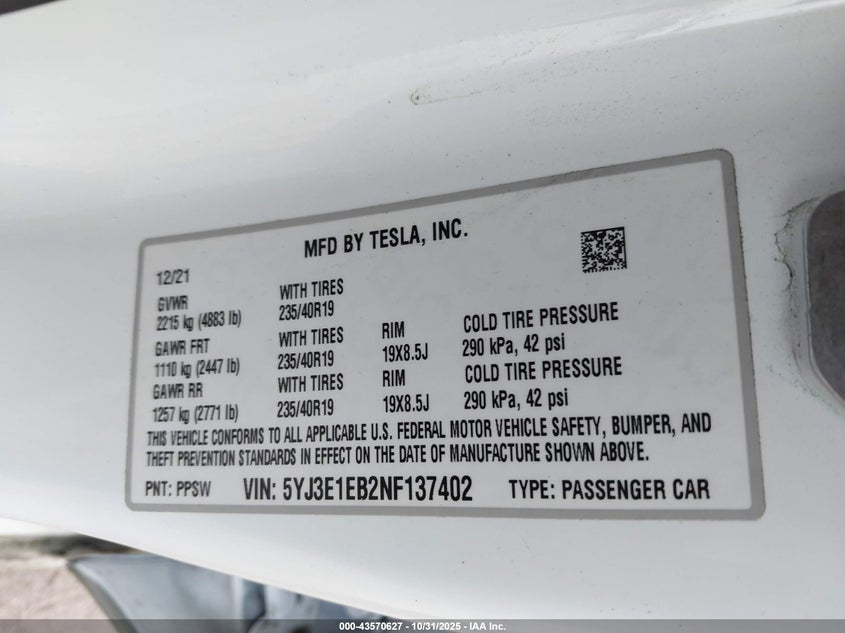 MFD BY TESLA, INC.
12/21
GVWR WITH TIRES
2215 kg (4883 lb) 235/40R19
GAWR FRT WITH TIRES RIM COLD TIRE PRESSURE
1110 kg (2447 lb) 235/40R19 19X8.5J 290 kPa, 42 psi
GAWR RR WITH TIRES RIM COLD TIRE PRESSURE
1257 kg (2771 lb) 235/40R19 19X8.5J 290 kPa, 42 psi
THIS VEHICLE CONFORMS TO ALL APPLICABLE U.S. FEDERAL MOTOR VEHICLE SAFETY, BUMPER, AND
THEFT PREVENTION STANDARDS IN EFFECT ON THE DATE OF MANUFACTURE SHOWN ABOVE.
PNT: PPSW VIN: 5YJ3E1EB2NF137402 TYPE: PASSENGER CAR
000-43570627 - 10/31/2025 - IAA Inc.